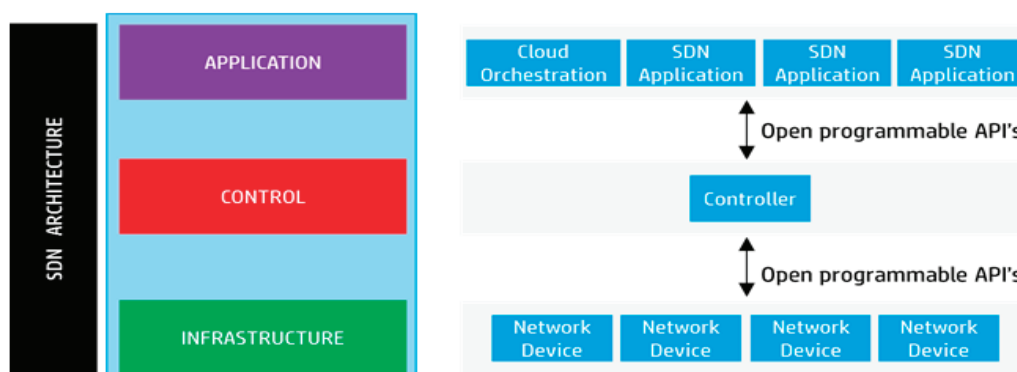 SDN ARCHITECTURE
APPLICATION
CONTROL
INFRASTRUCTURE
Cloud
Orchestration
SDN
Application
SDN
Application
SDN
Application
Open programmable API's
Controller
Open programmable API's
Network
Device
Network
Device
Network
Device
Network
Device